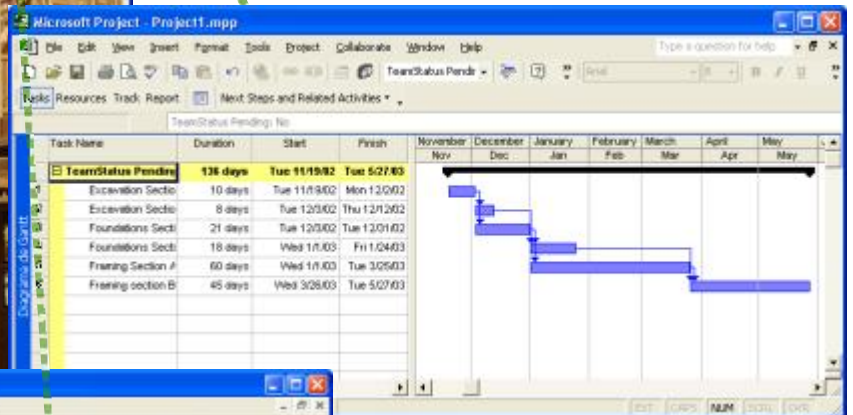 Microsoft Project - Project1.mpp
File Edit View Insert Format Tools Project Collaborate Window Help Type a question for help
TeamStatus Pendir Arial 8 B I U
Tasks Resources Track Report Next Steps and Related Activities
TeamStatus Pending: No
Task Name Duration Start Finish November December January February March April May
Nov Dec Jan Feb Mar Apr May
TeamStatus Pending 136 days Tue 11/19/02 Tue 5/27/03
Excavation Sectio 10 days Tue 11/19/02 Mon 12/2/02
Excavation Sectio 8 days Tue 12/3/02 Thu 12/12/02
Foundations Secti 21 days Tue 12/3/02 Tue 12/31/02
Foundations Secti 18 days Wed 1/1/03 Fri 1/24/03
Framing Section A 60 days Wed 1/1/03 Tue 3/25/03
Framing section B 45 days Wed 3/26/03 Tue 5/27/03
Diagrama de Gantt
EXT CAPS NUM SCRL OVR